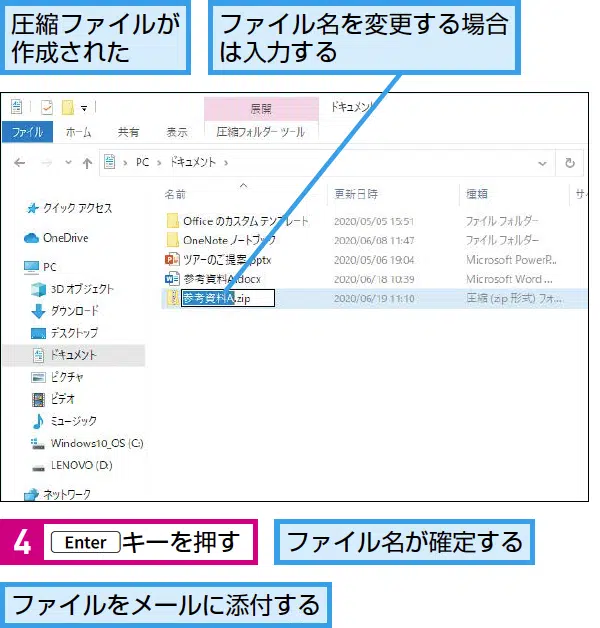 圧縮ファイルが
作成された
ファイル名を変更する場合
は入力する
展開
ドキュメント
ファイル ホーム 共有 表示 圧縮フォルダー ツール
PC › ドキュメント ›
名前 更新日時 種類 サイ
クイック アクセス
OneDrive
PC
3D オブジェクト
ダウンロード
デスクトップ
ドキュメント
ピクチャ
ビデオ
ミュージック
Windows10_OS (C:)
LENOVO (D:)
ネットワーク
Office のカスタム テンプレート 2020/05/05 15:51 ファイル フォルダー
OneNote ノートブック 2020/06/08 11:47 ファイル フォルダー
ツアーのご提案.pptx 2020/05/06 19:04 Microsoft PowerP...
参考資料A.docx 2020/06/18 10:39 Microsoft Word ...
参考資料A.zip 2020/06/19 11:10 圧縮 (zip 形式) フォ...
4 Enter キーを押す
ファイル名が確定する
ファイルをメールに添付する